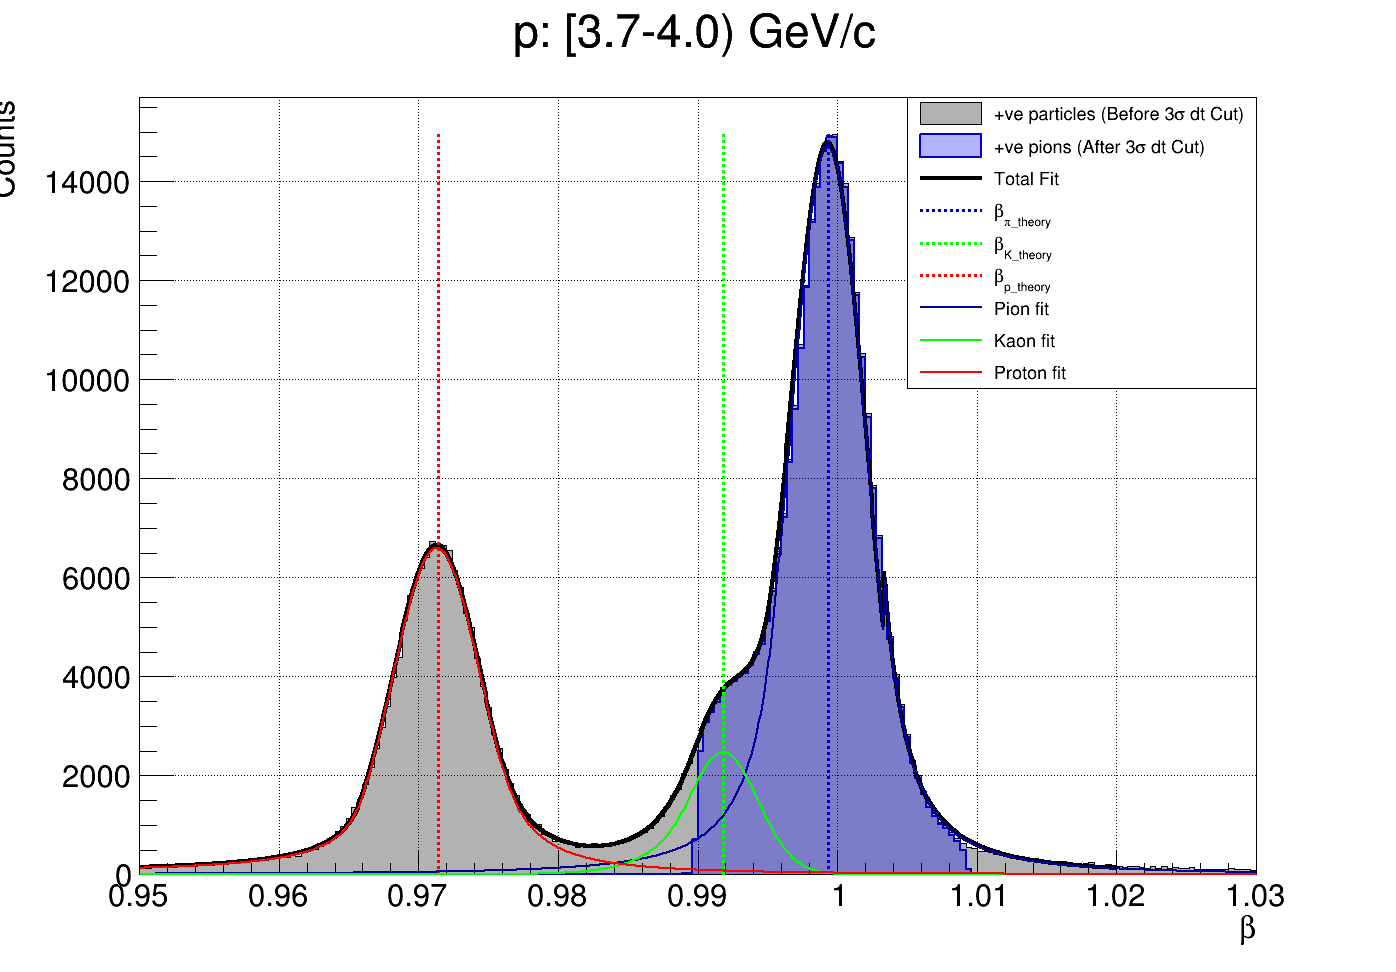 p: [3.7-4.0) GeV/c
Counts
+ve particles (Before 3σ dt Cut)
+ve pions (After 3σ dt Cut)
Total Fit
βπ_theory
βK_theory
βp_theory
Pion fit
Kaon fit
Proton fit
14000
12000
10000
8000
6000
4000
2000
0
0.95 0.96 0.97 0.98 0.99 1 1.01 1.02 1.03
β